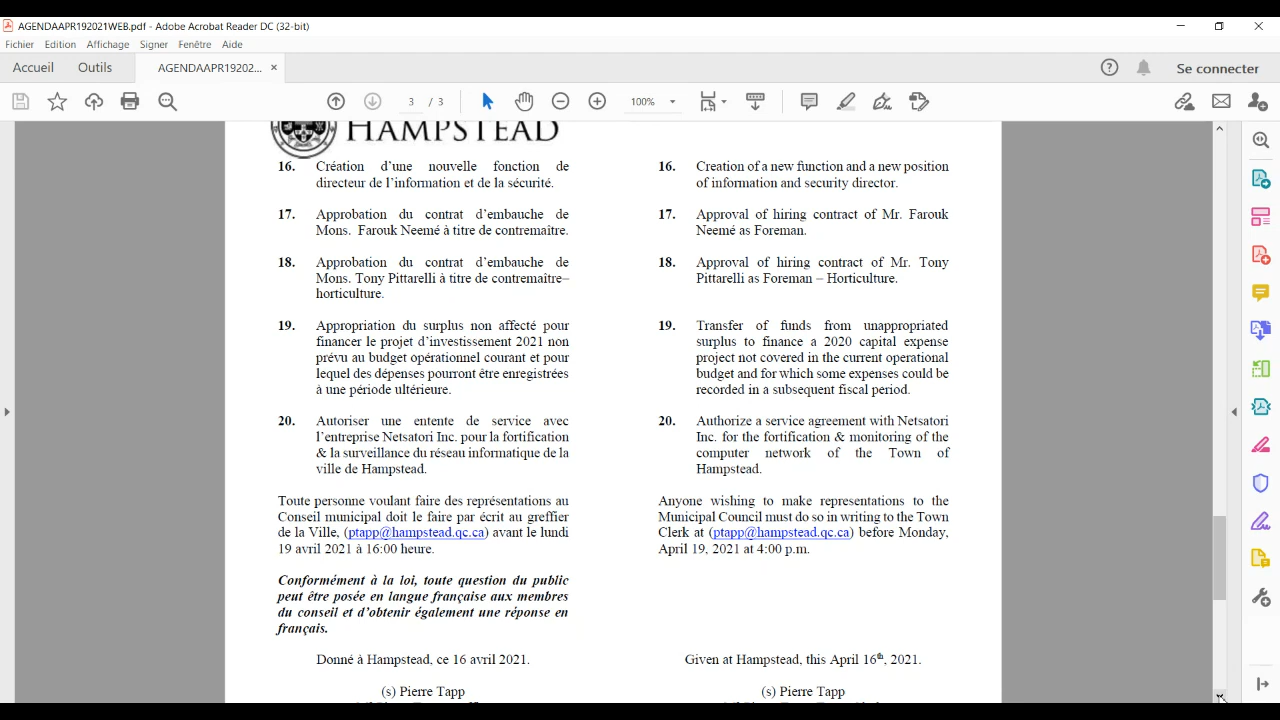 AGENDAAPR192021WEB.pdf - Adobe Acrobat Reader DC (32-bit)
Fichier Edition Affichage Signer Fenêtre Aide
Accueil Outils AGENDAAPR19202... × Se connecter
3 / 3 100%
HAMPSTEAD
16. Création d'une nouvelle fonction de
directeur de l'information et de la sécurité.
17. Approbation du contrat d'embauche de
Mons. Farouk Neemé à titre de contremaître.
18. Approbation du contrat d'embauche de
Mons. Tony Pittarelli à titre de contremaître–
horticulture.
19. Appropriation du surplus non affecté pour
financer le projet d'investissement 2021 non
prévu au budget opérationnel courant et pour
lequel des dépenses pourront être enregistrées
à une période ultérieure.
20. Autoriser une entente de service avec
l'entreprise Netsatori Inc. pour la fortification
& la surveillance du réseau informatique de la
ville de Hampstead.
Toute personne voulant faire des représentations au
Conseil municipal doit le faire par écrit au greffier
de la Ville, (ptapp@hampstead.qc.ca) avant le lundi
19 avril 2021 à 16:00 heure.
Conformément à la loi, toute question du public
peut être posée en langue française aux membres
du conseil et d'obtenir également une réponse en
français.
Donné à Hampstead, ce 16 avril 2021.
(s) Pierre Tapp
16. Creation of a new function and a new position
of information and security director.
17. Approval of hiring contract of Mr. Farouk
Neemé as Foreman.
18. Approval of hiring contract of Mr. Tony
Pittarelli as Foreman – Horticulture.
19. Transfer of funds from unappropriated
surplus to finance a 2020 capital expense
project not covered in the current operational
budget and for which some expenses could be
recorded in a subsequent fiscal period.
20. Authorize a service agreement with Netsatori
Inc. for the fortification & monitoring of the
computer network of the Town of
Hampstead.
Anyone wishing to make representations to the
Municipal Council must do so in writing to the Town
Clerk at (ptapp@hampstead.qc.ca) before Monday,
April 19, 2021 at 4:00 p.m.
Given at Hampstead, this April 16th, 2021.
(s) Pierre Tapp